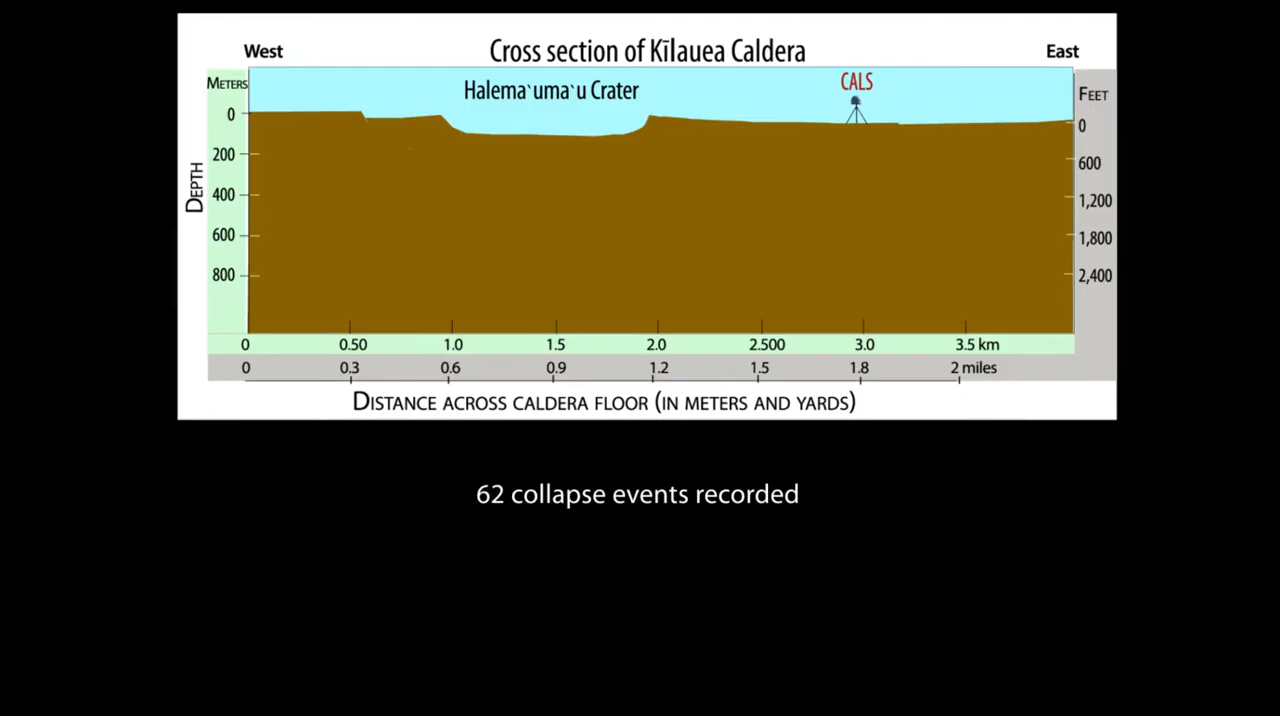 West
Cross section of Kīlauea Caldera
East
Halema`uma`u Crater
CALS
METERS
FEET
DEPTH
0
200
400
600
800
0
600
1,200
1,800
2,400
0 0.50 1.0 1.5 2.0 2.500 3.0 3.5 km
0 0.3 0.6 0.9 1.2 1.5 1.8 2 miles
DISTANCE ACROSS CALDERA FLOOR (IN METERS AND YARDS)
62 collapse events recorded